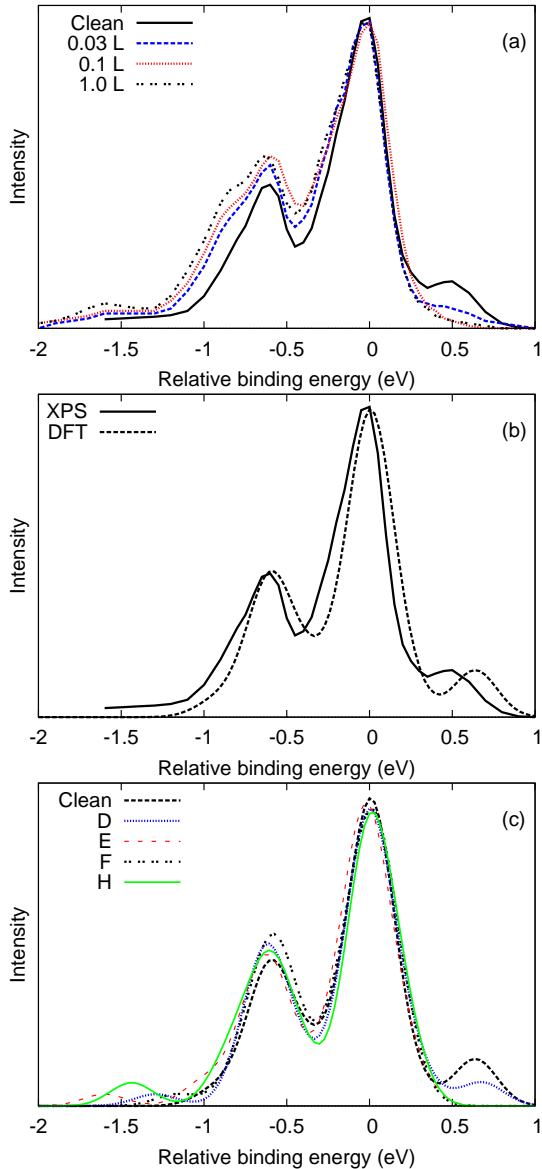 Clean
0.03 L
0.1 L
1.0 L
(a)
Intensity
-2 -1.5 -1 -0.5 0 0.5 1
Relative binding energy (eV)
XPS
DFT
(b)
Intensity
-2 -1.5 -1 -0.5 0 0.5 1
Relative binding energy (eV)
Clean
D
E
F
H
(c)
Intensity
-2 -1.5 -1 -0.5 0 0.5 1
Relative binding energy (eV)